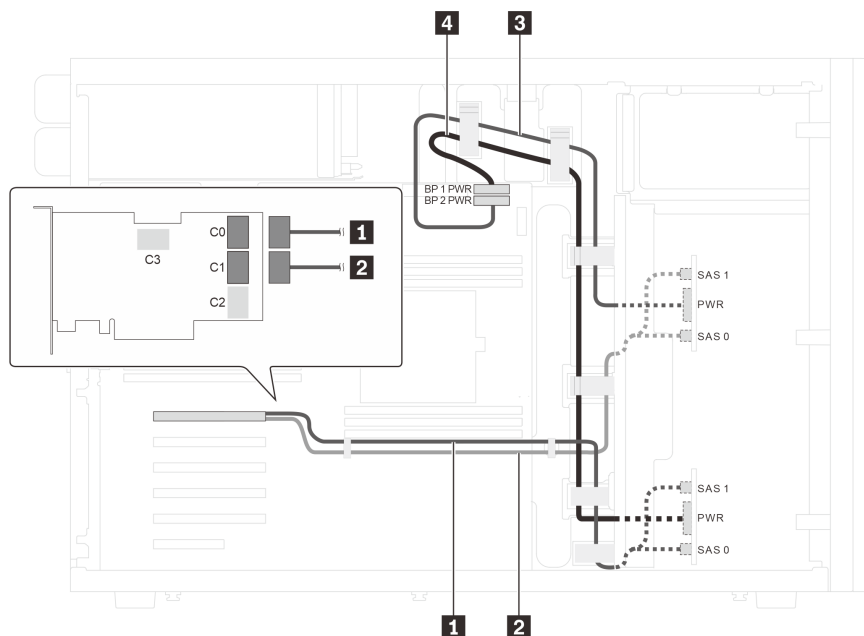 4 3
BP 1 PWR
BP 2 PWR
C0 1
C3
C1 2
C2
SAS 1
PWR
SAS 0
SAS 1
PWR
SAS 0
1 2